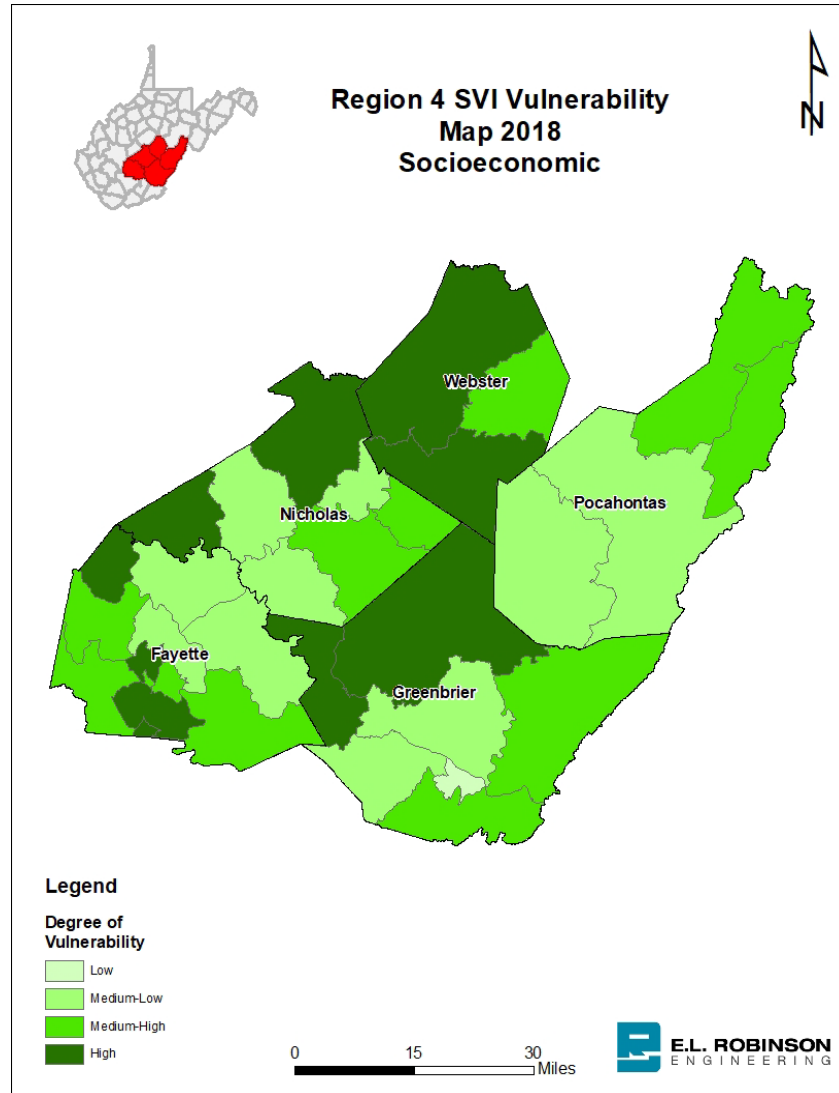 Region 4 SVI Vulnerability
Map 2018
Socioeconomic
N
Webster
Pocahontas
Nicholas
Fayette
Greenbrier
Legend
Degree of
Vulnerability
Low
Medium-Low
Medium-High
High
0 15 30
Miles
E.L. ROBINSON
ENGINEERING